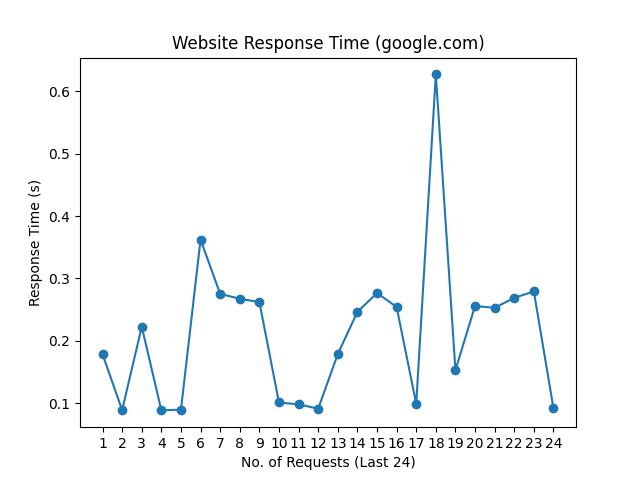 Website Response Time (google.com)
0.6
0.5
0.4
0.3
0.2
0.1
Response Time (s)
1 2 3 4 5 6 7 8 9 10 11 12 13 14 15 16 17 18 19 20 21 22 23 24
No. of Requests (Last 24)